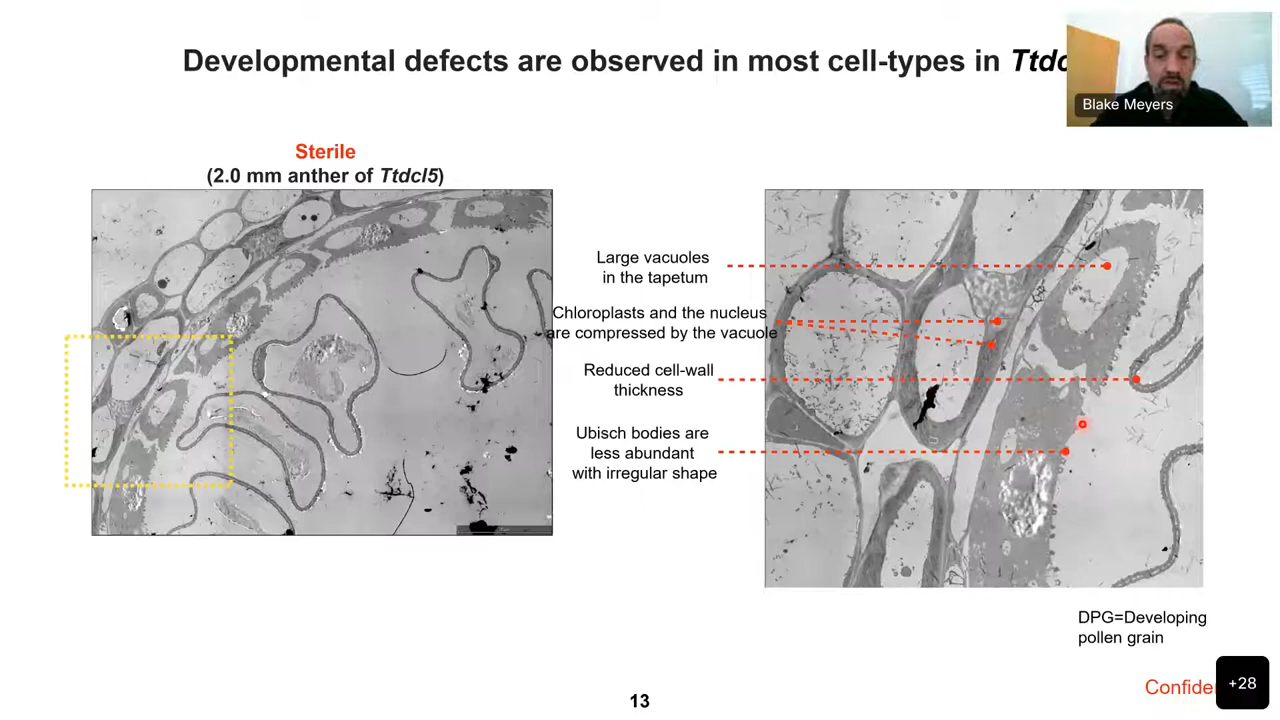 Developmental defects are observed in most cell-types in
Blake Meyers
Sterile
(2.0 mm anther of Ttdcl5)
Large vacuoles
in the tapetum
Chloroplasts and the nucleus
are compressed by the vacuole
Reduced cell-wall
thickness
Ubisch bodies are
less abundant
with irregular shape
DPG=Developing
pollen grain
+28
13